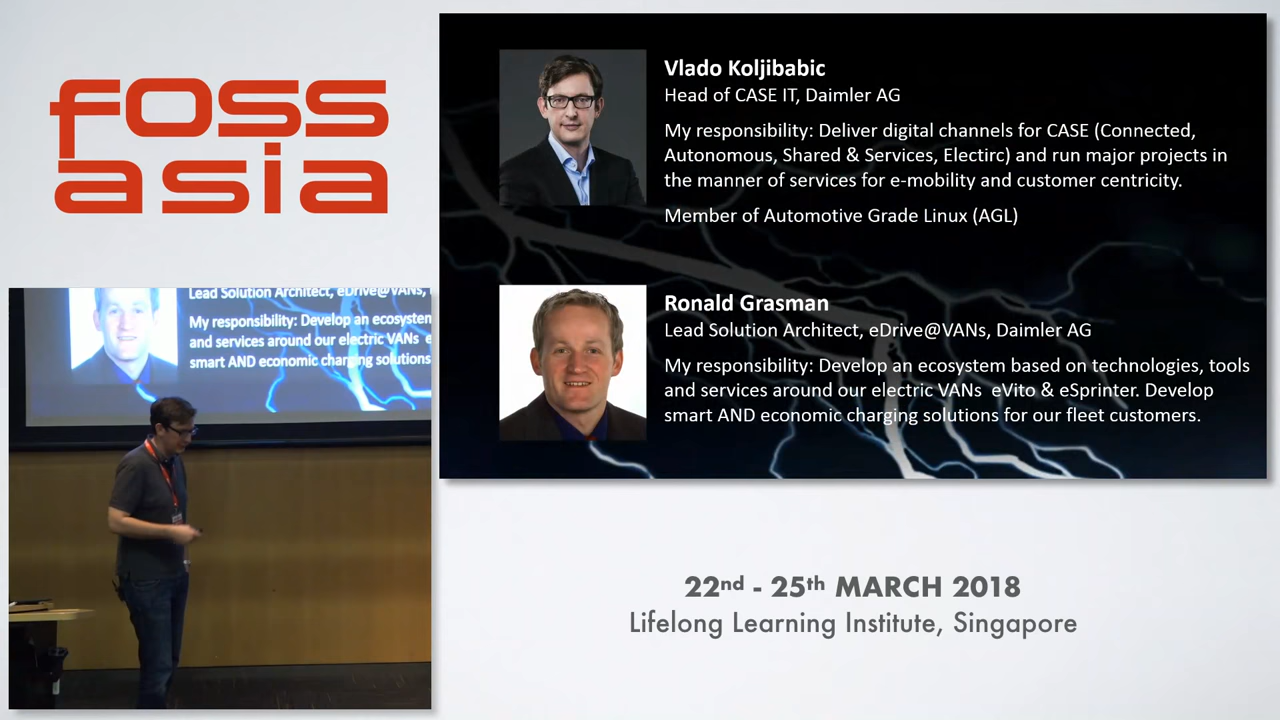 foss
asia
Vlado Koljibabic
Head of CASE IT, Daimler AG
My responsibility: Deliver digital channels for CASE (Connected,
Autonomous, Shared & Services, Electirc) and run major projects in
the manner of services for e-mobility and customer centricity.
Member of Automotive Grade Linux (AGL)
Ronald Grasman
Lead Solution Architect, eDrive@VANs, Daimler AG
My responsibility: Develop an ecosystem based on technologies, tools
and services around our electric VANs eVito & eSprinter. Develop
smart AND economic charging solutions for our fleet customers.
Lead Solution Architect, eDrive@VANs,
My responsibility: Develop an ecosystem
and services around our electric VANs e
smart AND economic charging solutions
22nd - 25th MARCH 2018
Lifelong Learning Institute, Singapore